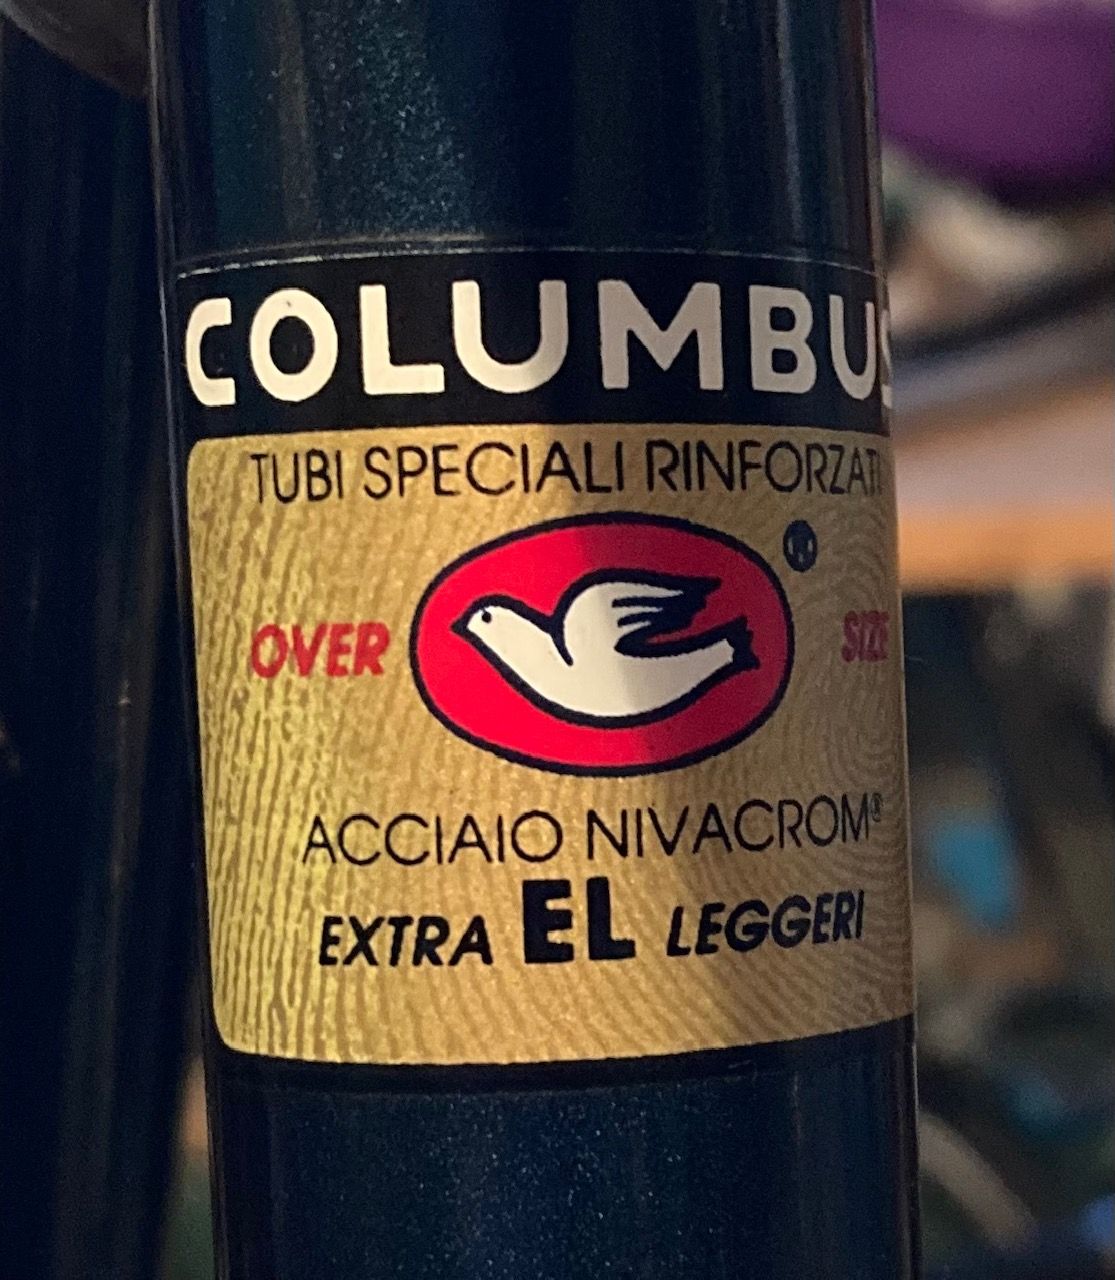 COLUMBUS
TUBI SPECIALI RINFORZATI
®
OVER SIZE
ACCIAIO NIVACROM®
EXTRA EL LEGGERI